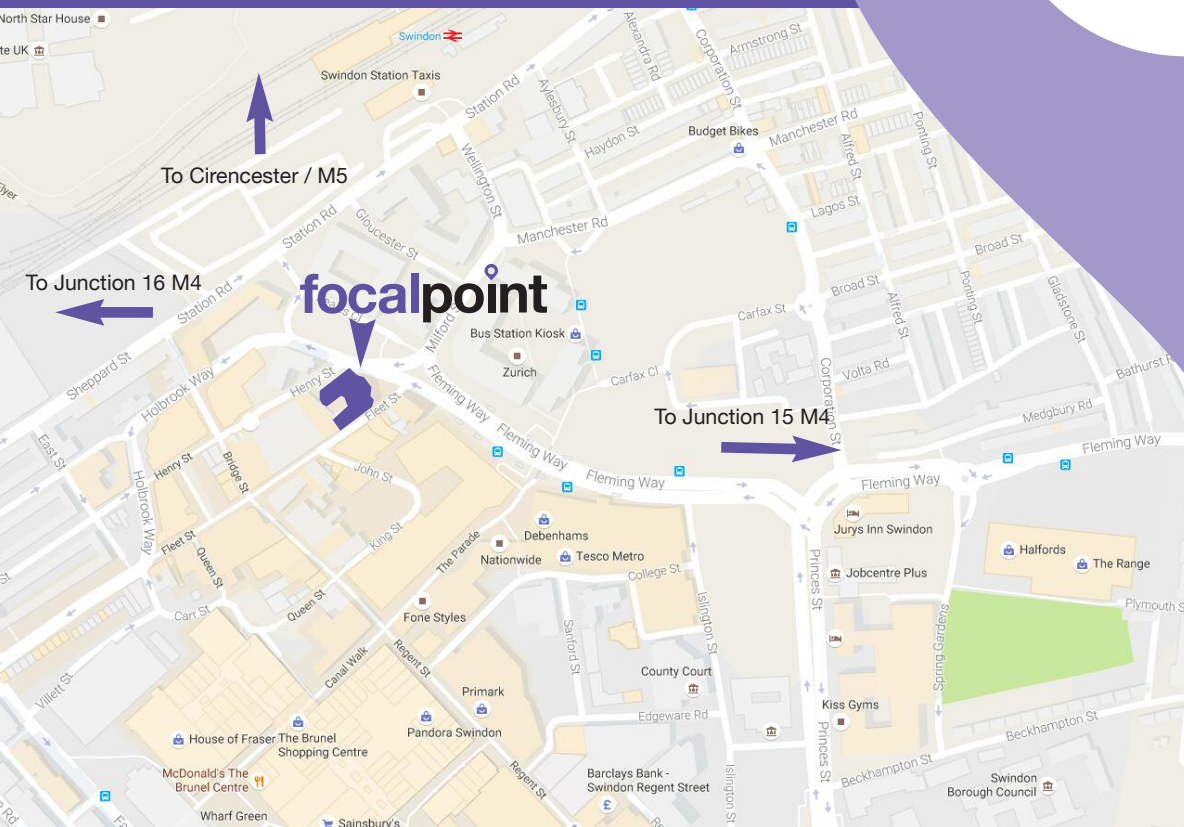 North Star House
te UK
Swindon
Swindon Station Taxis
Station Rd
Alexandra Rd
Corporation St
Armstrong St
Aylesbury St
Haydon St
Budget Bikes
Manchester Rd
Alfred St
Ponting St
To Cirencester / M5
Wellington St
Lagos St
Flyer
Station Rd
Gloucester St
Manchester Rd
Broad St
To Junction 16 M4
Station Rd
focalpoint
Milford St
Bus Station Kiosk
Zurich
Carfax St
Broad St
Alfred St
Ponting St
Gladstone St
Sheppard St
Holbrook Way
Henry St
Fleet St
Fleming Way
Carfax Cl
Corporation St
Volta Rd
Bathurst R
To Junction 15 M4
Medgbury Rd
East St
Holbrook Way
Henry St
Bridge St
John St
Fleming Way
Fleming Way
Fleming Way
Fleming Way
Fleet St
Queen St
King St
The Parade
Debenhams
Nationwide
Tesco Metro
College St
Jurys Inn Swindon
Jobcentre Plus
Princes St
Halfords
The Range
Plymouth S
Carr St
Queen St
Fone Styles
Sanford St
Islington St
Spring Gardens
Villett St
Canal Walk
Regent St
County Court
Primark
Pandora Swindon
Edgeware Rd
Kiss Gyms
House of Fraser
The Brunel
Shopping Centre
Beckhampton St
McDonald's The
Brunel Centre
Regent St
Barclays Bank -
Swindon Regent Street
Islington St
Princes St
Beckhampton St
Swindon
Borough Council
Wharf Green
Sainsbury's
Rd